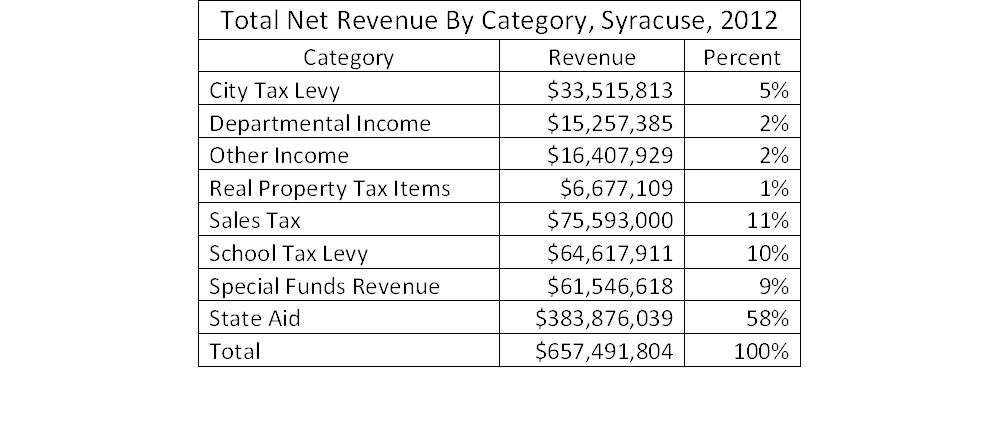 Total Net Revenue By Category, Syracuse, 2012
Category Revenue Percent
City Tax Levy $33,515,813 5%
Departmental Income $15,257,385 2%
Other Income $16,407,929 2%
Real Property Tax Items $6,677,109 1%
Sales Tax $75,593,000 11%
School Tax Levy $64,617,911 10%
Special Funds Revenue $61,546,618 9%
State Aid $383,876,039 58%
Total $657,491,804 100%